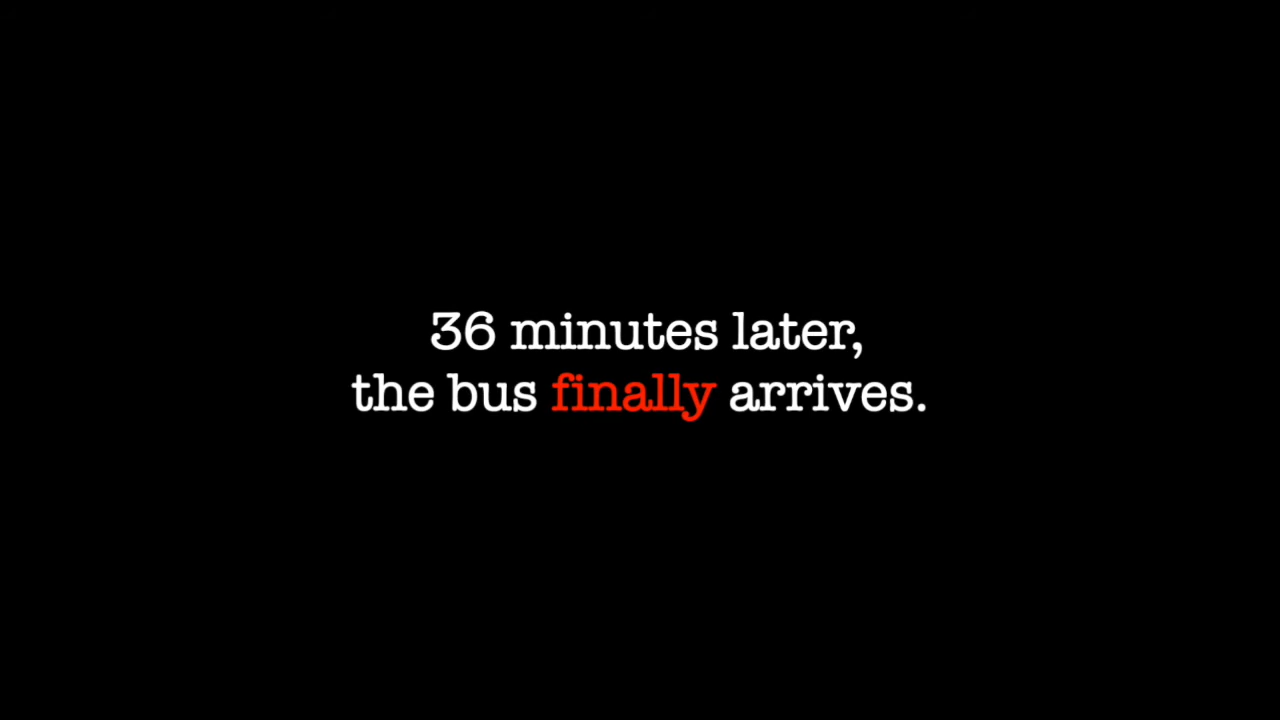 36 minutes later,
the bus finally arrives.